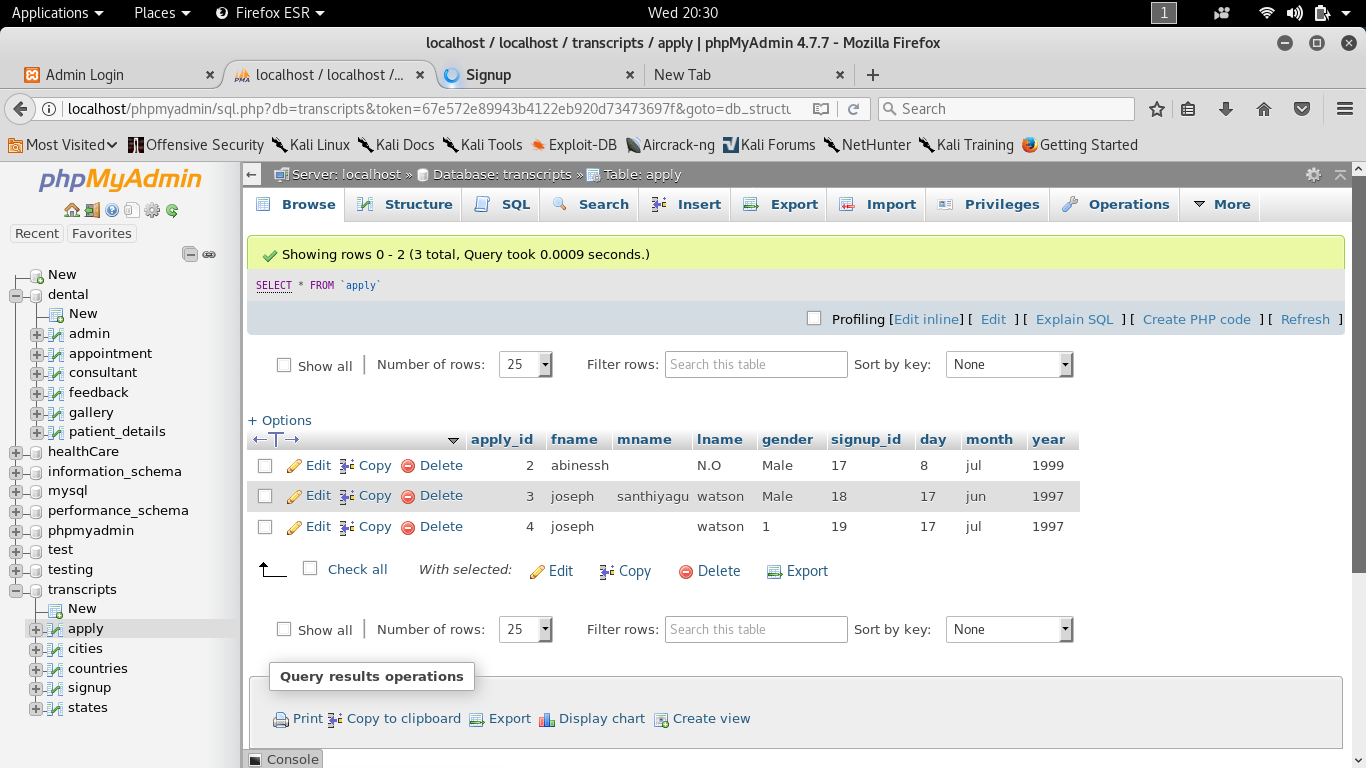 Applications Places Firefox ESR Wed 20:30 1
localhost / localhost / transcripts / apply | phpMyAdmin 4.7.7 - Mozilla Firefox
Admin Login localhost / localhost /... Signup New Tab
localhost/phpmyadmin/sql.php?db=transcripts&token=67e572e89943b4122eb920d73473697f&goto=db_structu Search
Most Visited Offensive Security Kali Linux Kali Docs Kali Tools Exploit-DB Aircrack-ng Kali Forums NetHunter Kali Training Getting Started
phpMyAdmin
Recent Favorites
New
dental
New
admin
appointment
consultant
feedback
gallery
patient_details
healthCare
information_schema
mysql
performance_schema
phpmyadmin
test
testing
transcripts
New
apply
cities
countries
signup
states
Server: localhost » Database: transcripts » Table: apply
Browse Structure SQL Search Insert Export Import Privileges Operations More
Showing rows 0 - 2 (3 total, Query took 0.0009 seconds.)
SELECT * FROM `apply`
Profiling [Edit inline] [ Edit ] [ Explain SQL ] [ Create PHP code ] [ Refresh ]
Show all | Number of rows: 25 Filter rows: Search this table Sort by key: None
+ Options
←T→ apply_id fname mname lname gender signup_id day month year
Edit Copy Delete 2 abinessh N.O Male 17 8 jul 1999
Edit Copy Delete 3 joseph santhiyagu watson Male 18 17 jun 1997
Edit Copy Delete 4 joseph watson 1 19 17 jul 1997
Check all With selected: Edit Copy Delete Export
Show all | Number of rows: 25 Filter rows: Search this table Sort by key: None
Query results operations
Print Copy to clipboard Export Display chart Create view
Console